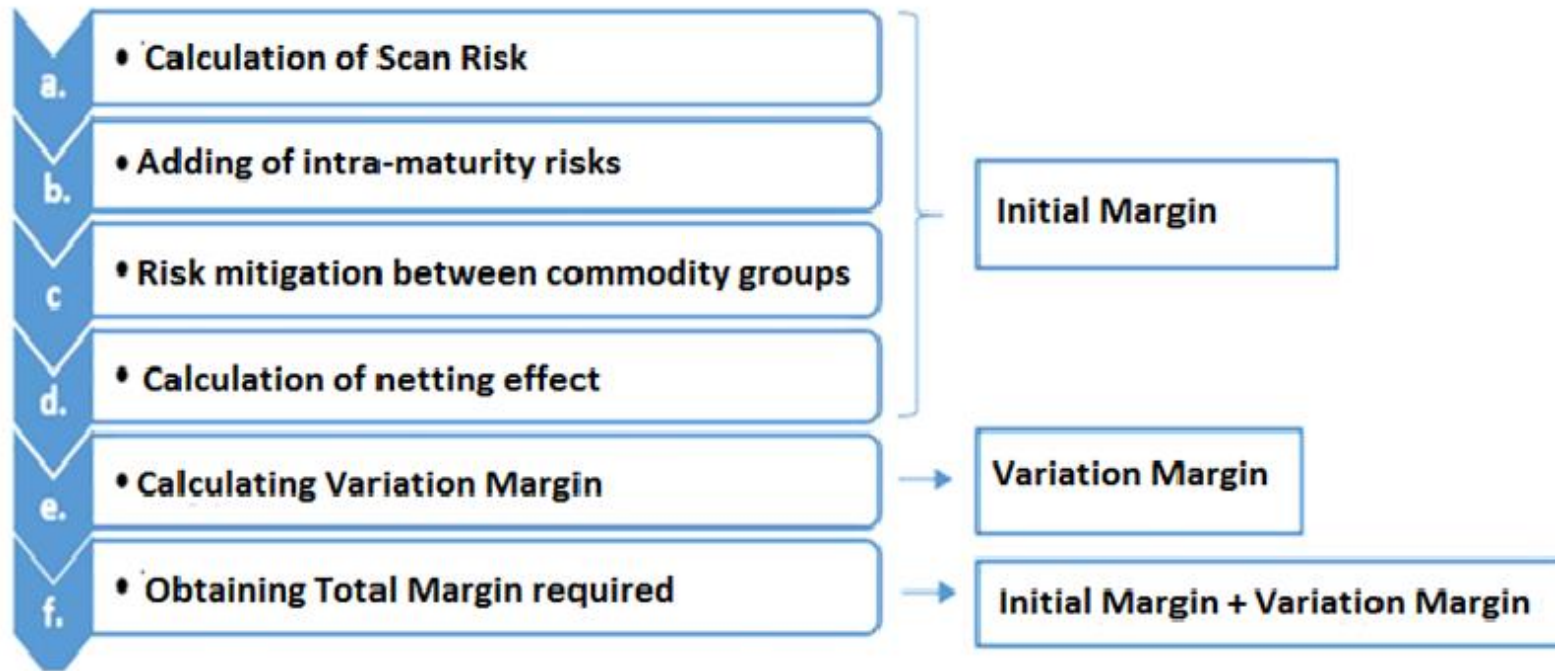 a.
• Calculation of Scan Risk
b.
• Adding of intra-maturity risks
c
• Risk mitigation between commodity groups
d.
• Calculation of netting effect
Initial Margin
e.
• Calculating Variation Margin
Variation Margin
f.
• Obtaining Total Margin required
Initial Margin + Variation Margin